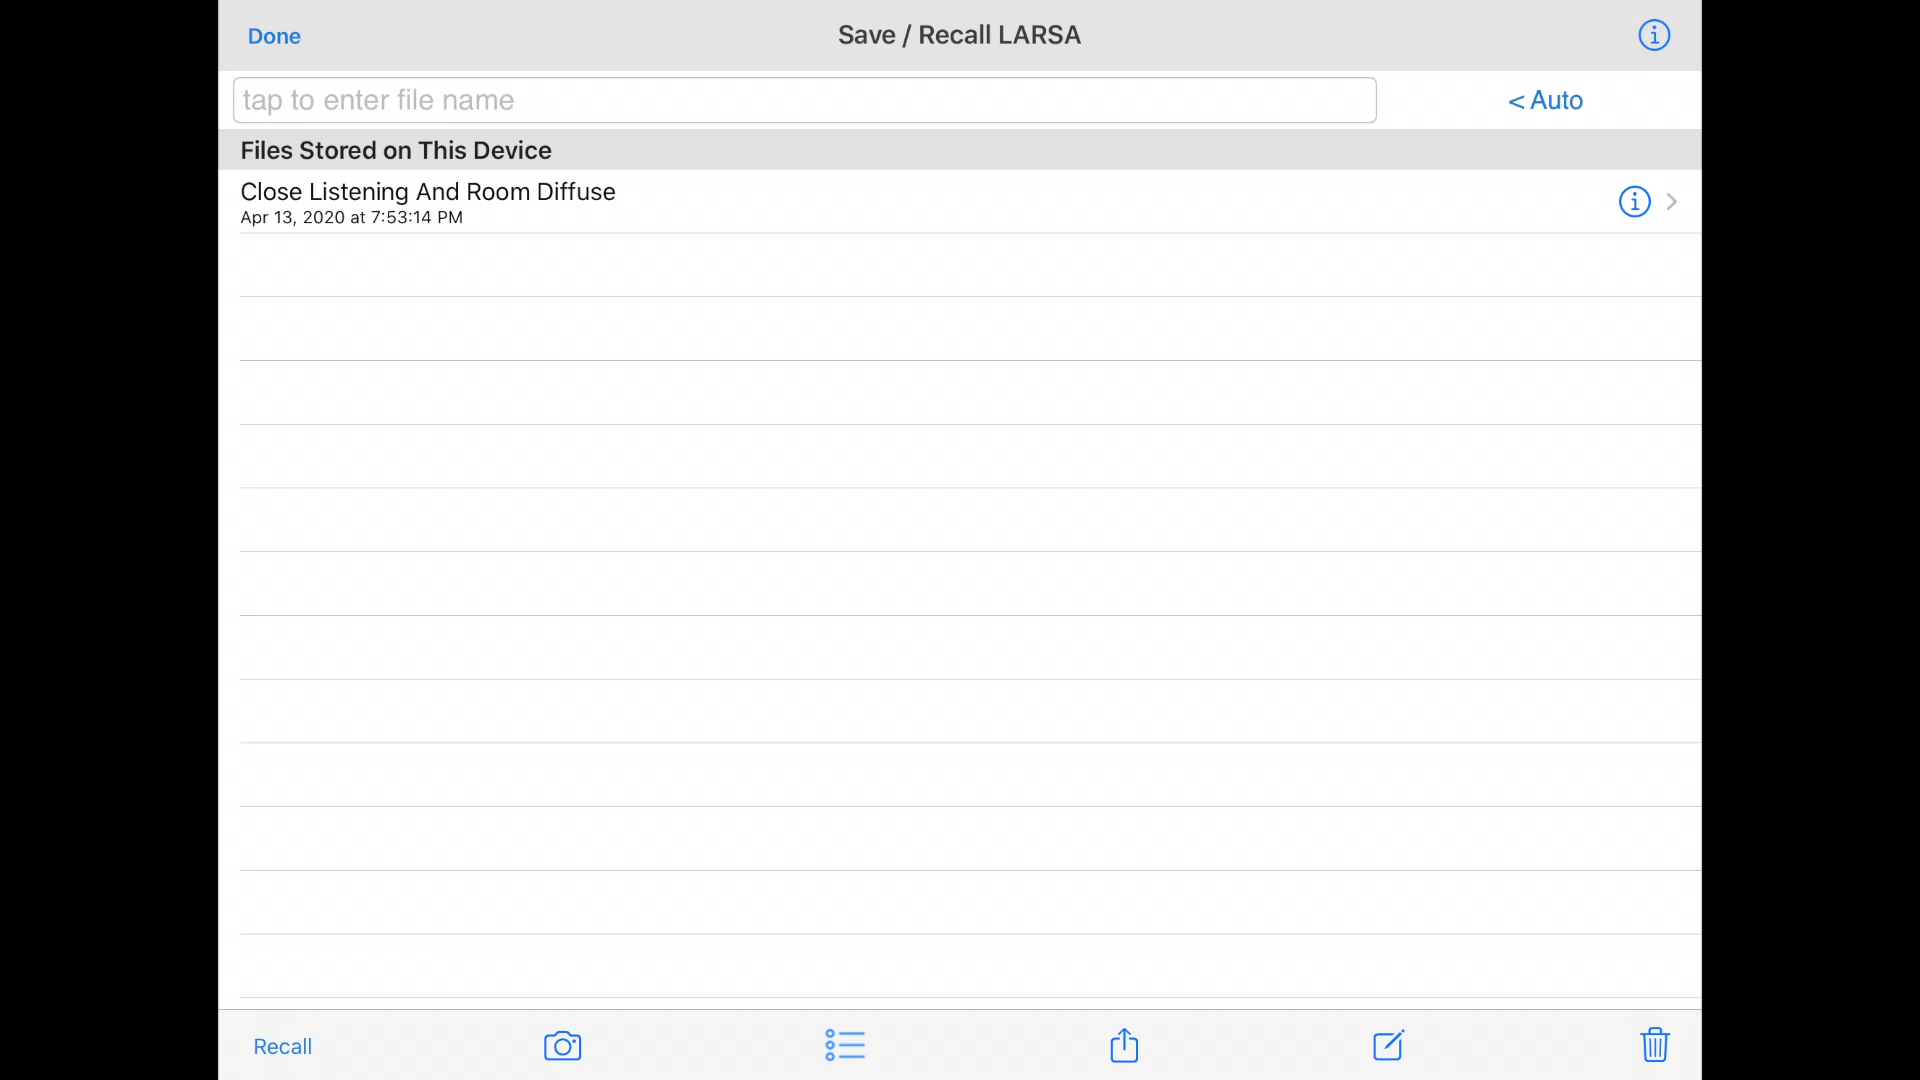 Done
Save / Recall LARSA
tap to enter file name
< Auto
Files Stored on This Device
Close Listening And Room Diffuse
Apr 13, 2020 at 7:53:14 PM
Recall